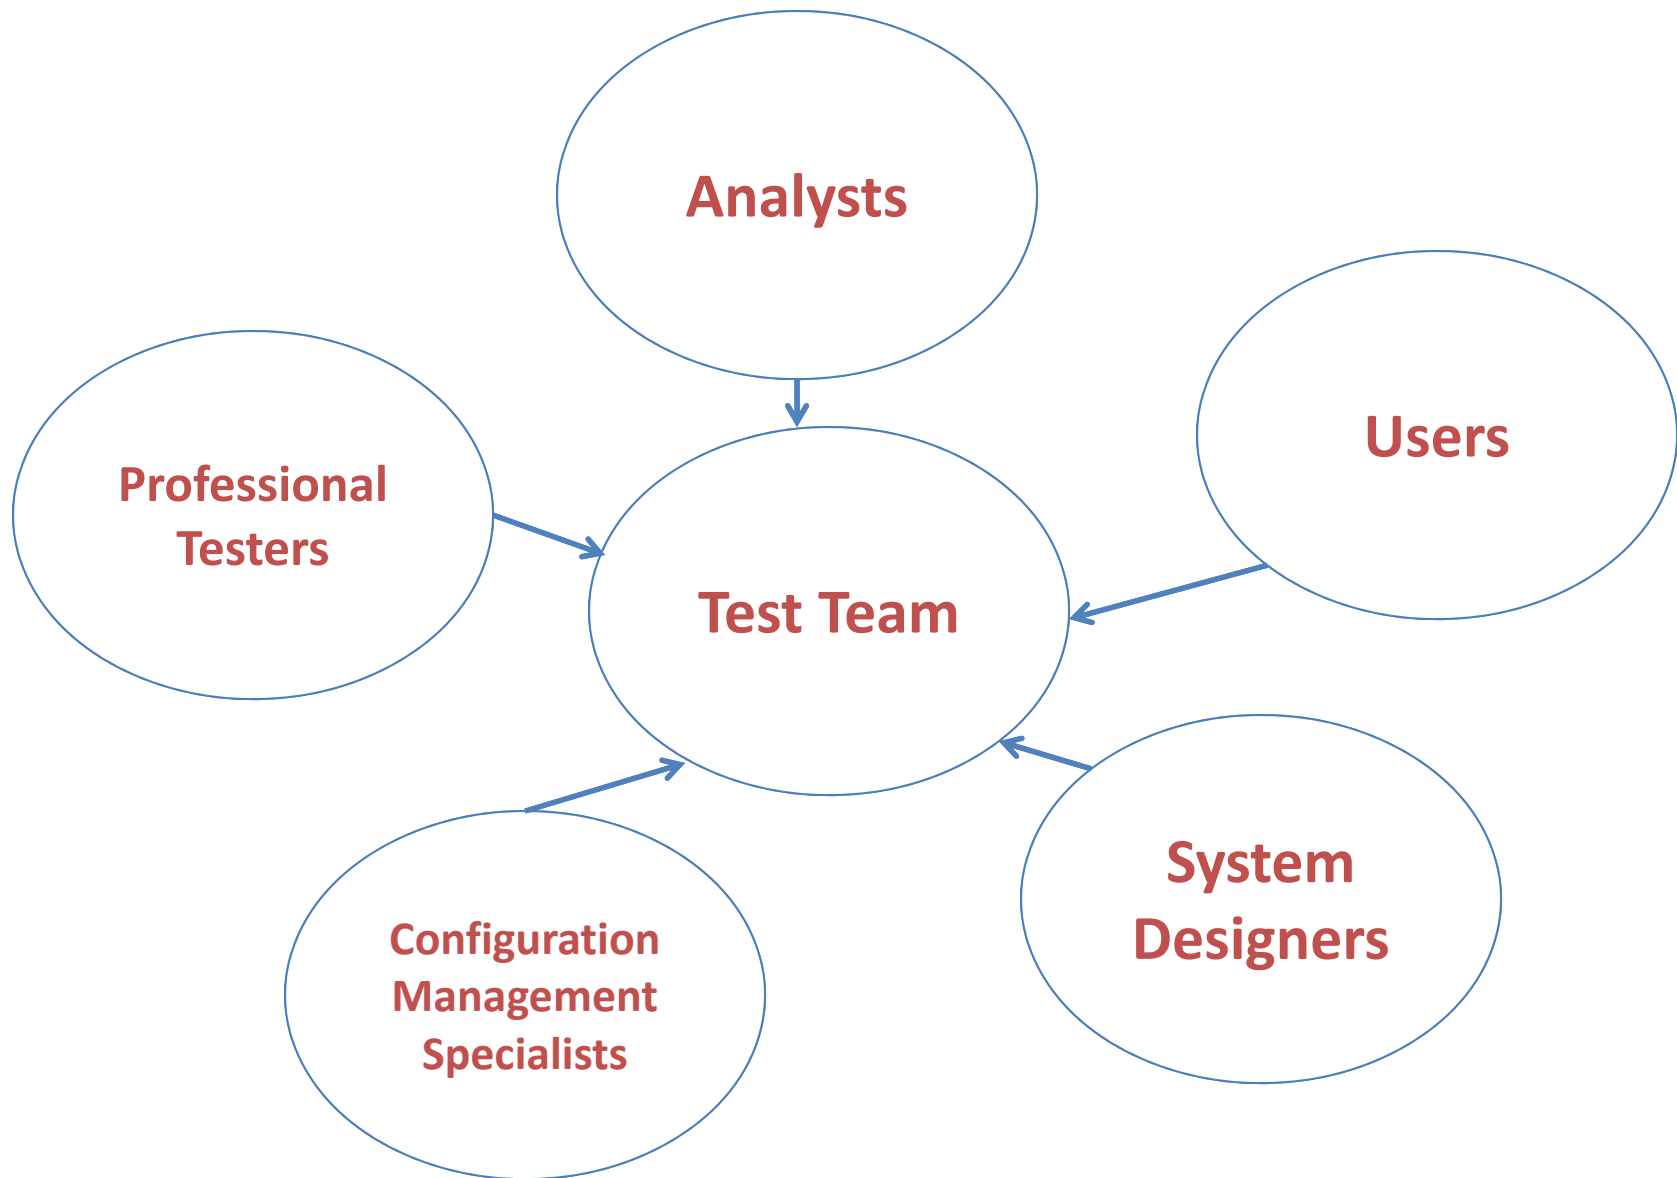 Analysts
Users
Professional
Testers
Test Team
System
Designers
Configuration
Management
Specialists